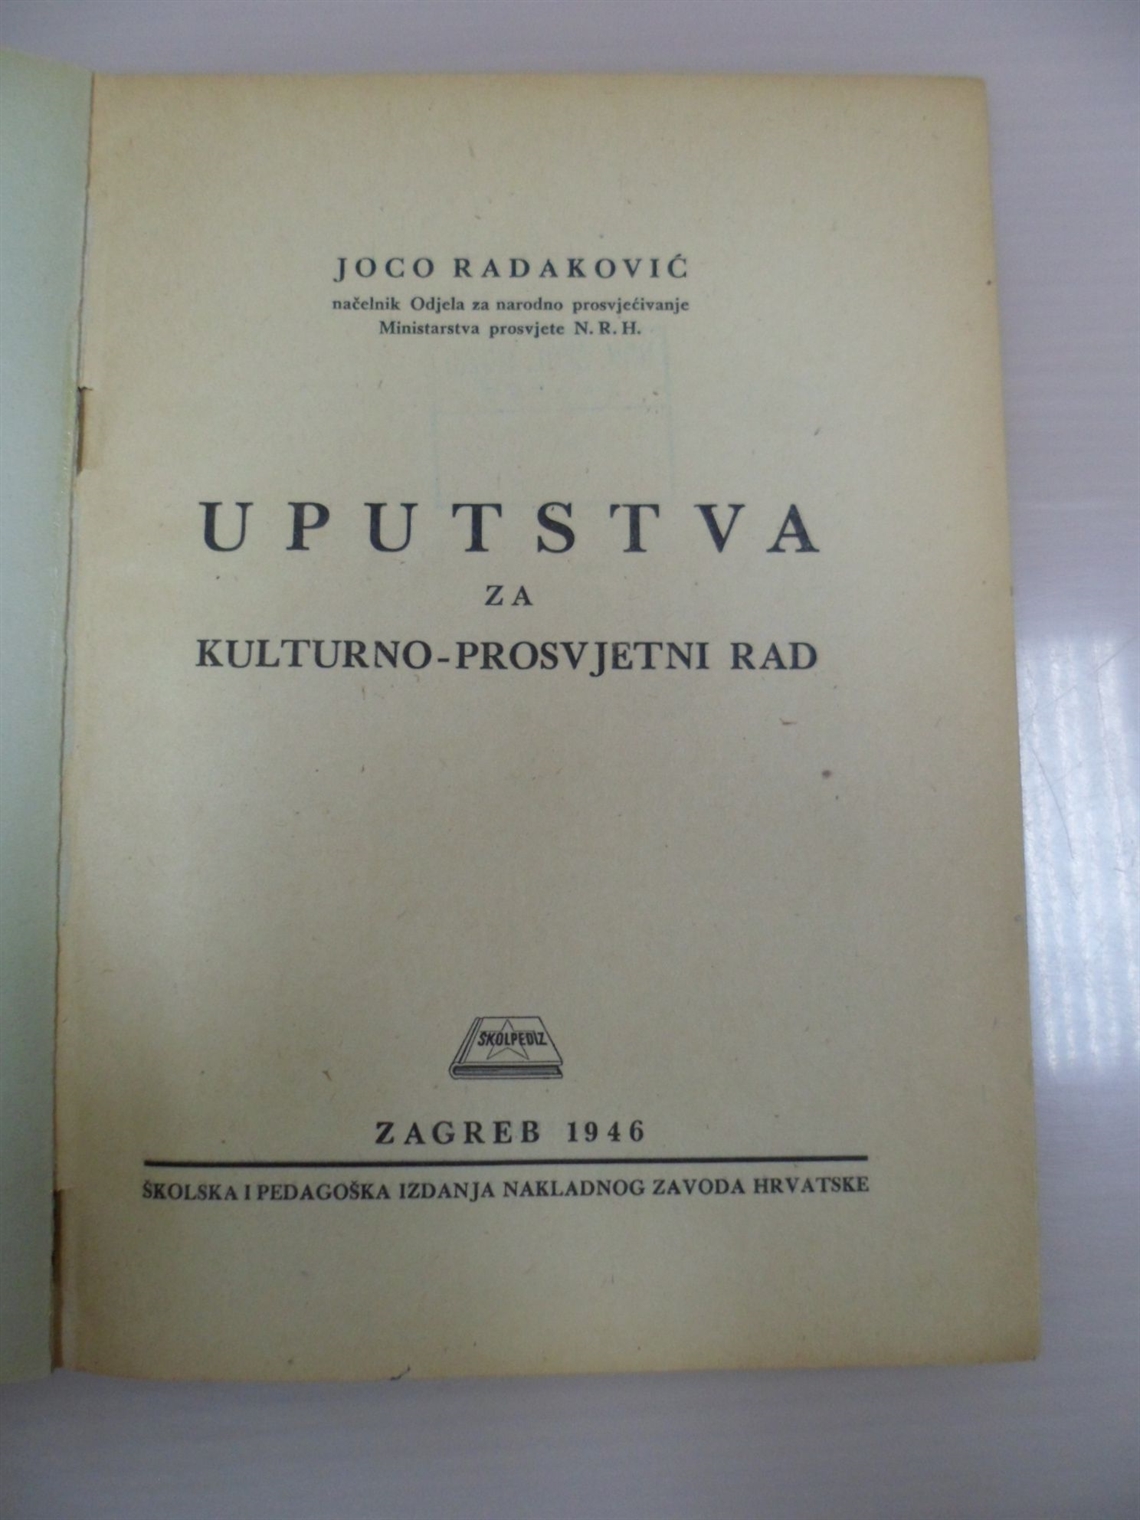 JOCO RADAKOVIĆ
načelnik Odjela za narodno prosvjećivanje
Ministarstva prosvjete N. R. H.
UPUTSTVA
ZA
KULTURNO-PROSVJETNI RAD
ŠKOLPEDIZ
ZAGREB 1946
ŠKOLSKA I PEDAGOŠKA IZDANJA NAKLADNOG ZAVODA HRVATSKE